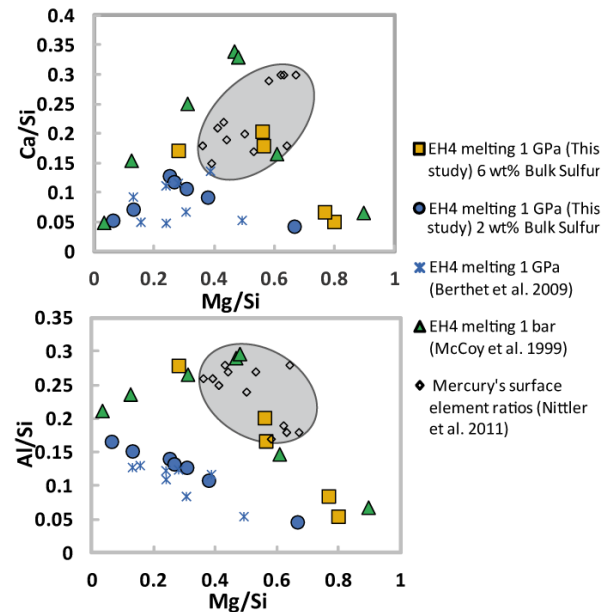 0.4
0.35
0.3
0.25
0.2
0.15
0.1
0.05
0
Ca/Si
0 0.2 0.4 0.6 0.8 1
Mg/Si
0.35
0.3
0.25
0.2
0.15
0.1
0.05
0
Al/Si
0 0.2 0.4 0.6 0.8 1
Mg/Si
EH4 melting 1 GPa (This
study) 6 wt% Bulk Sulfur
EH4 melting 1 GPa (This
study) 2 wt% Bulk Sulfur
EH4 melting 1 GPa
(Berthet et al. 2009)
EH4 melting 1 bar
(McCoy et al. 1999)
Mercury's surface
element ratios (Nittler
et al. 2011)